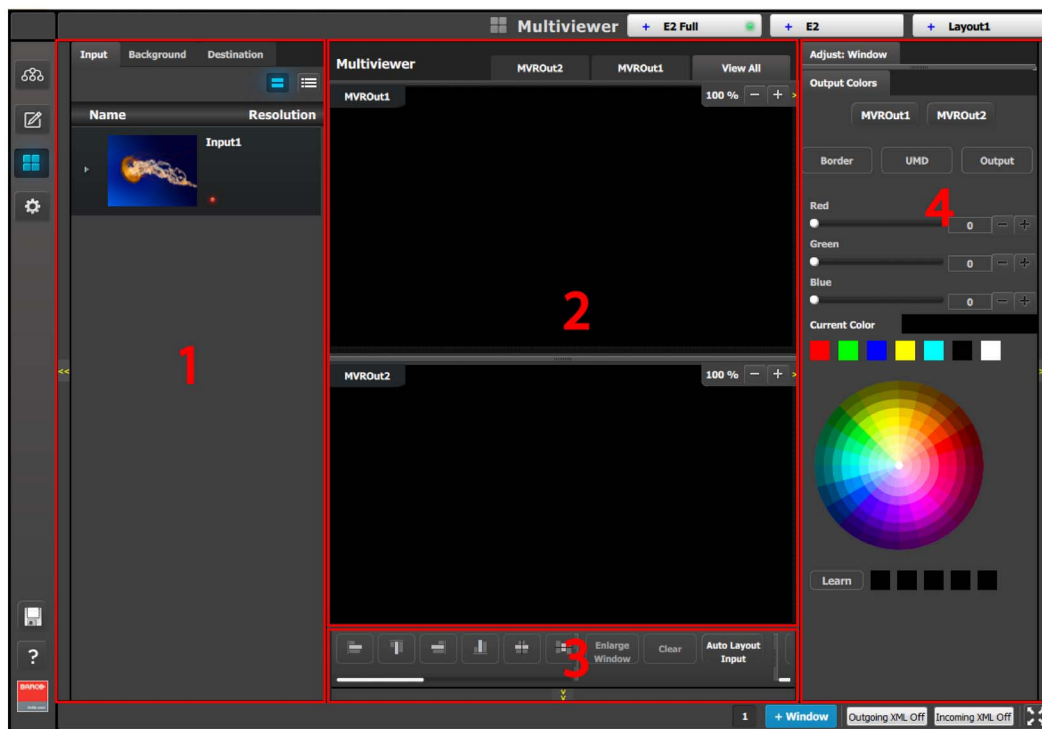 Multiviewer
+ E2 Full
+ E2
+ Layout1
Input
Background
Destination
Name
Resolution
Input1
1
<<
Multiviewer
MVROut2
MVROut1
View All
MVROut1
100 %
− +
>
2
MVROut2
100 %
− +
>
Enlarge
Window
Clear
Auto Layout
Input
3
Adjust: Window
Output Colors
MVROut1
MVROut2
Border
UMD
Output
4
Red
0
− +
Green
0
− +
Blue
0
− +
Current Color
Learn
?
BARCO
1
+ Window
Outgoing XML Off
Incoming XML Off